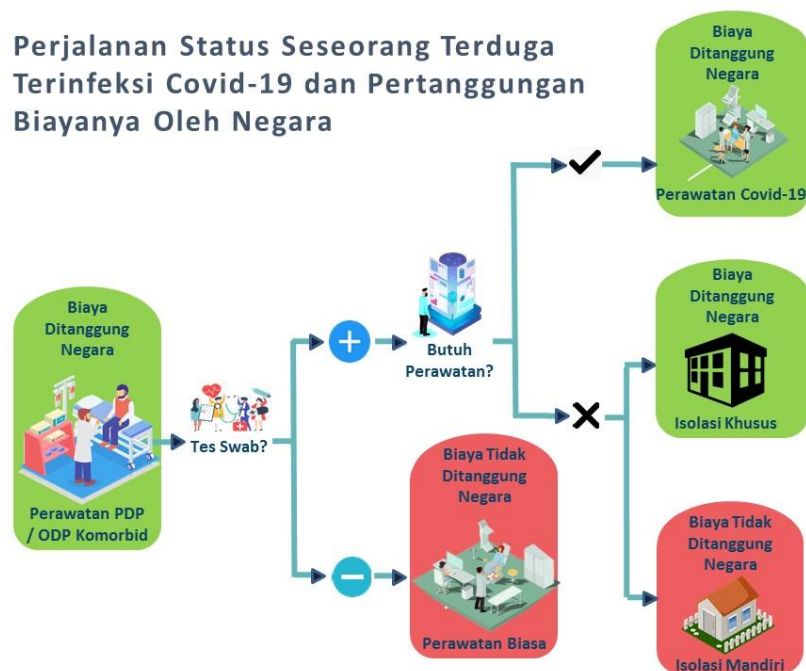 Perjalanan Status Seseorang Terduga
Terinfeksi Covid-19 dan Pertanggungan
Biayanya Oleh Negara
Biaya
Ditanggung
Negara
Perawatan Covid-19
Biaya
Ditanggung
Negara
Perawatan PDP
/ ODP Komorbid
Tes Swab?
Butuh
Perawatan?
Biaya
Ditanggung
Negara
Isolasi Khusus
Biaya Tidak
Ditanggung
Negara
Perawatan Biasa
Biaya Tidak
Ditanggung
Negara
Isolasi Mandiri